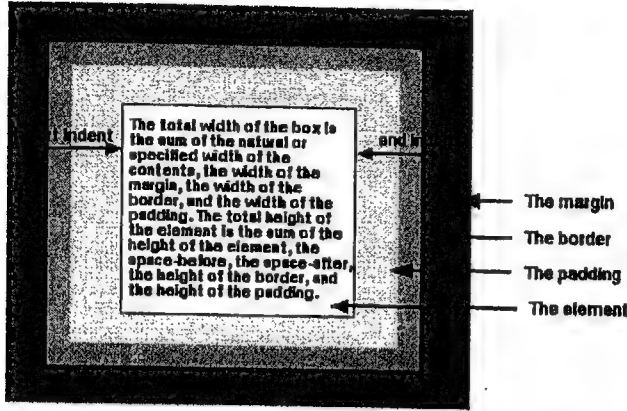 indent
The total width of the box is
the sum of the natural or
specified width of the
contents, the width of the
margin, the width of the
border, and the width of the
padding. The total height of
the element is the sum of the
height of the element, the
space-before, the space-after,
the height of the border, and
the height of the padding.
end in
The margin
The border
The padding
The element